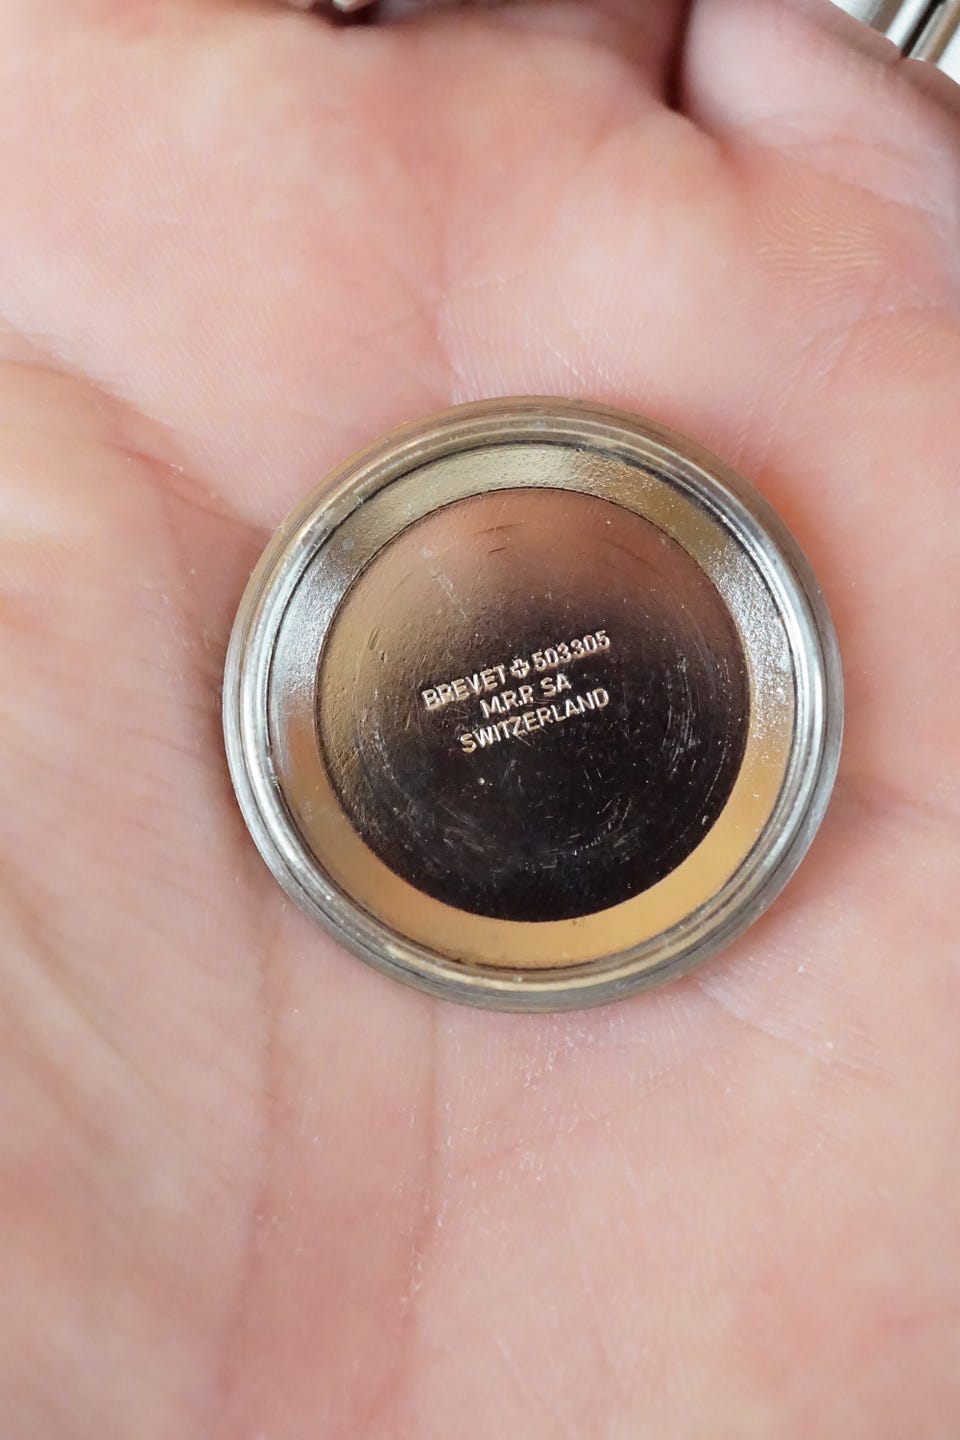 BREVET ✚ 503305
M.R.P. SA
SWITZERLAND